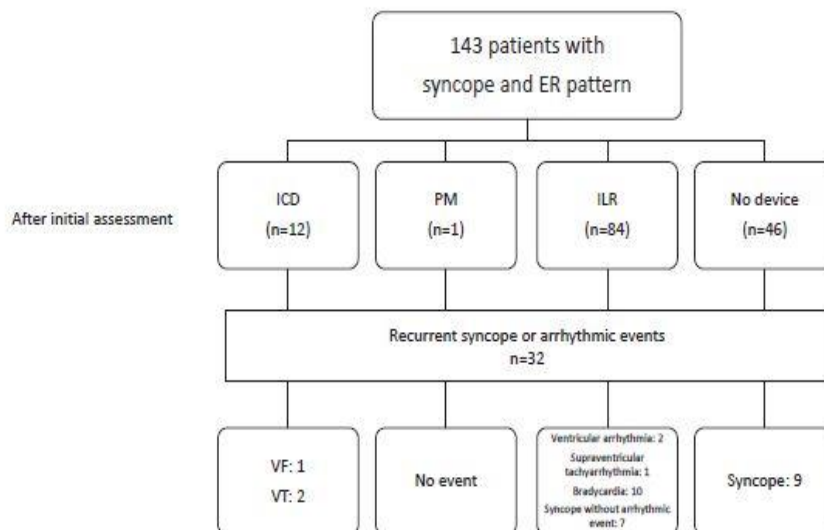 143 patients with
syncope and ER pattern
After initial assessment
ICD
(n=12)
PM
(n=1)
ILR
(n=84)
No device
(n=46)
Recurrent syncope or arrhythmic events
n=32
VF: 1
VT: 2
No event
Ventricular arrhythmia: 2
Supraventricular
tachyarrhythmia: 1
Bradycardia: 10
Syncope without arrhythmic
event: 7
Syncope: 9